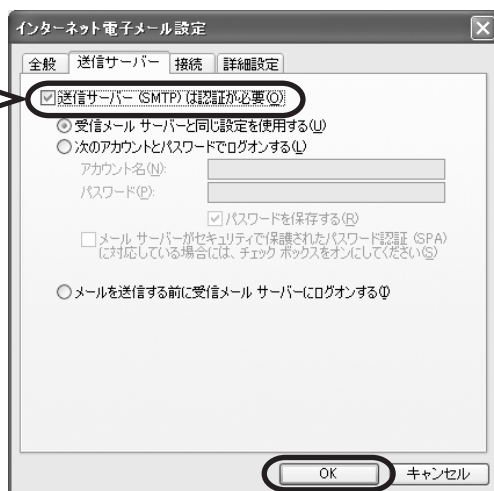 インターネット電子メール設定
全般 送信サーバー 接続 詳細設定
送信サーバー (SMTP) は認証が必要(O)
受信メール サーバーと同じ設定を使用する(U)
次のアカウントとパスワードでログオンする(L)
アカウント名(N):
パスワード(P):
パスワードを保存する(R)
メール サーバーがセキュリティで保護されたパスワード認証 (SPA)
に対応している場合には、チェック ボックスをオンにしてください(S)
メールを送信する前に受信メール サーバーにログオンする(I)
OK キャンセル